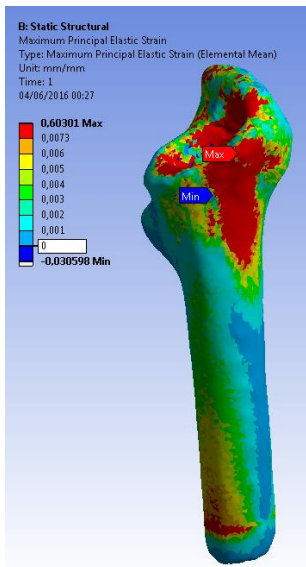 B: Static Structural
Maximum Principal Elastic Strain
Type: Maximum Principal Elastic Strain (Elemental Mean)
Unit: mm/mm
Time: 1
04/06/2016 00:27
0,60301 Max
0,0073
0,006
0,005
0,004
0,003
0,002
0,001
0
-0,030598 Min
Max
Min